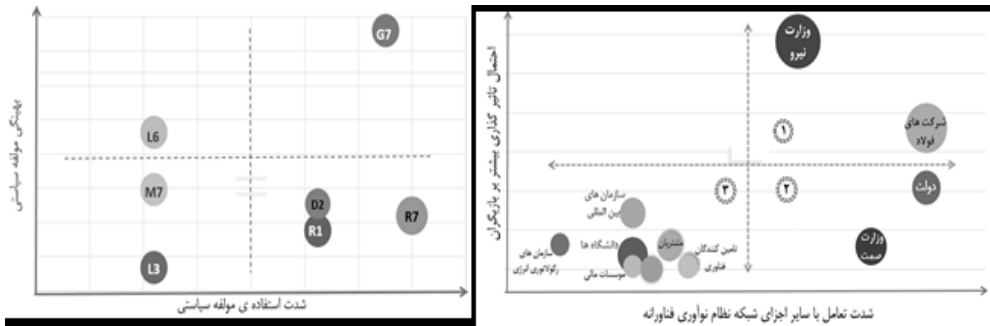 G7
L6
M7
D2
R7
R1
L3
بهینگی مولفه سیاستی
شدت استفاده ی مولفه سیاستی
وزارت
نیرو
شرکت های
فولاد
۱
۳
۲
دولت
سازمان های
بین المللی
وزارت
صمت
مشتریان
دانشگاه ها
تامین کنندگان
فناوری
سازمان های
رگولاتوری انرژی
موسسات مالی
احتمال تاثیر گذاری بیشتر بر بازیگران
شدت تعامل با سایر اجزای شبکه نظام نوآوری فناورانه